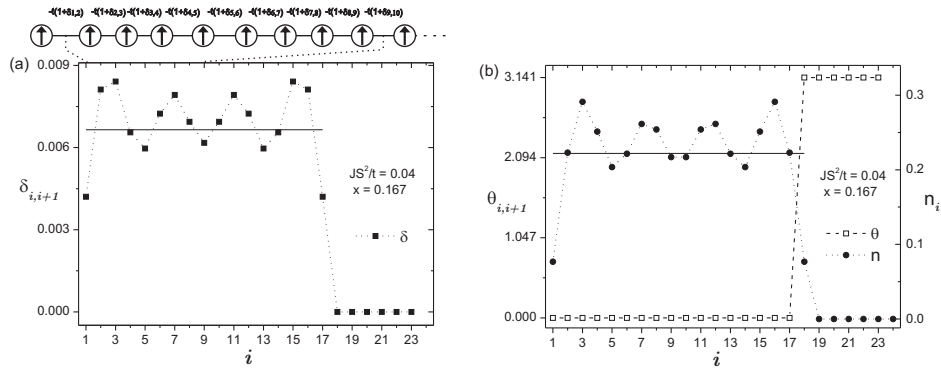 -t(1+δ1,2) -t(1+δ2,3) -t(1+δ3,4) -t(1+δ4,5) -t(1+δ5,6) -t(1+δ6,7) -t(1+δ7,8) -t(1+δ8,9) -t(1+δ9,10)
(a)
0.009
0.006
0.003
0.000
δi,i+1
JS²/t = 0.04
x = 0.167
δ
1 3 5 7 9 11 13 15 17 19 21 23
i
(b)
3.141
2.094
1.047
0.000
θi,i+1
JS²/t = 0.04
x = 0.167
θ
n
0.3
0.2
0.1
0.0
ni
1 3 5 7 9 11 13 15 17 19 21 23
i